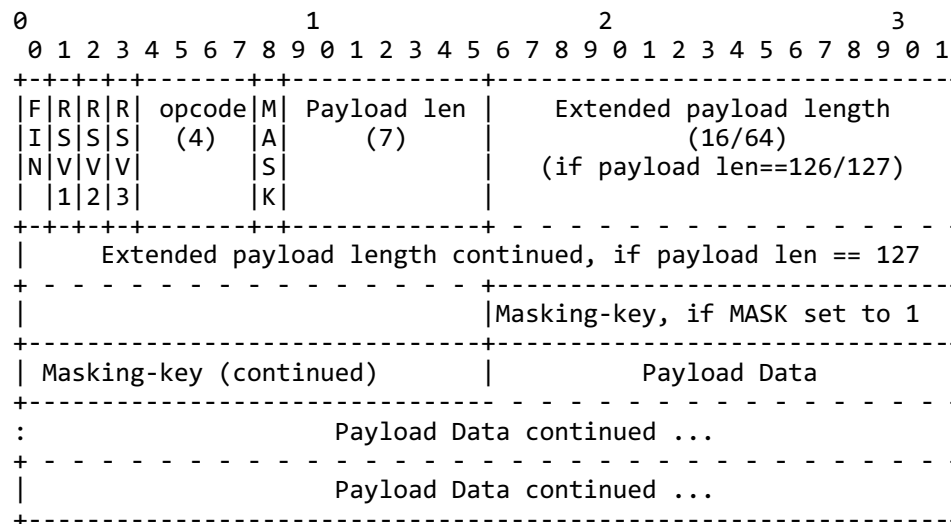 0                   1                   2                   3
 0 1 2 3 4 5 6 7 8 9 0 1 2 3 4 5 6 7 8 9 0 1 2 3 4 5 6 7 8 9 0 1
+-+-+-+-+-------+-+-------------+-------------------------------
|F|R|R|R| opcode|M| Payload len |    Extended payload length
|I|S|S|S|  (4)  |A|     (7)     |             (16/64)
|N|V|V|V|       |S|             |   (if payload len==126/127)
| |1|2|3|       |K|             |
+-+-+-+-+-------+-+-------------+ - - - - - - - - - - - - - - -
|     Extended payload length continued, if payload len == 127
+ - - - - - - - - - - - - - - - +-------------------------------
|                               |Masking-key, if MASK set to 1
+-------------------------------+-------------------------------
| Masking-key (continued)       |          Payload Data
+-------------------------------- - - - - - - - - - - - - - - -
:                     Payload Data continued ...
+ - - - - - - - - - - - - - - - - - - - - - - - - - - - - - - -
|                     Payload Data continued ...
+---------------------------------------------------------------